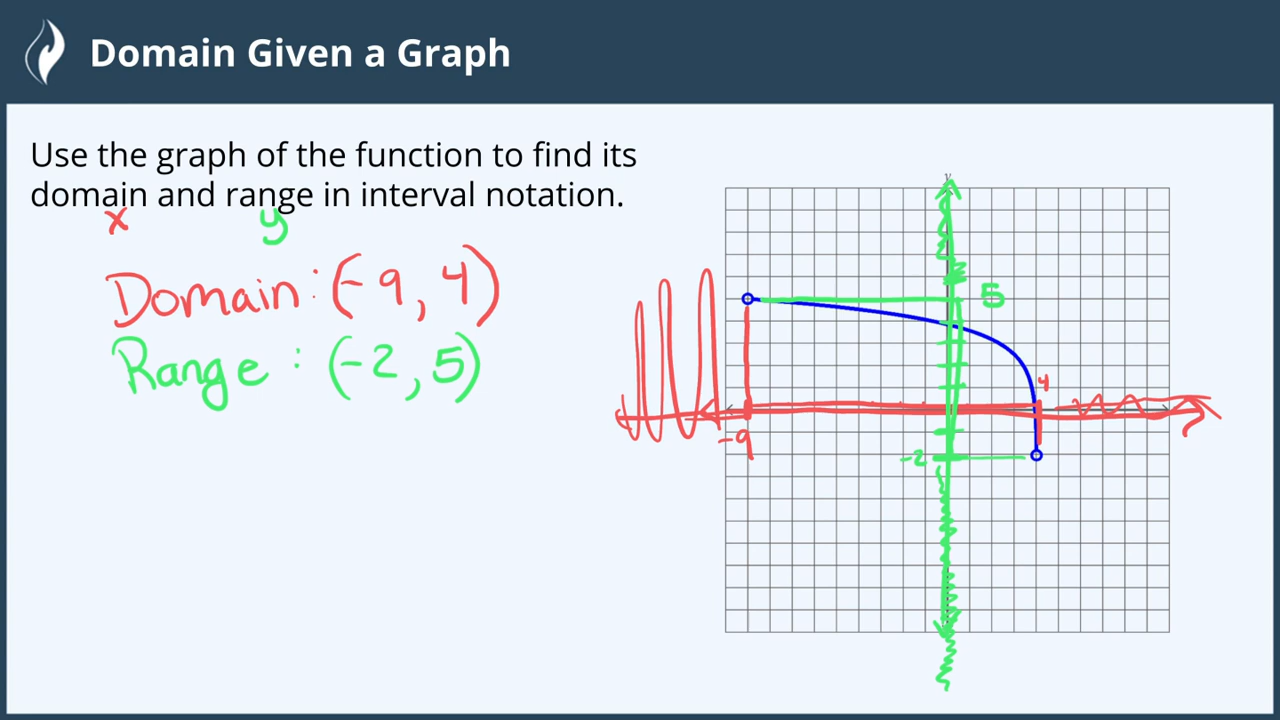 Domain Given a Graph
Use the graph of the function to find its
domain and range in interval notation.
x y
Domain: (-9, 4)
Range: (-2, 5)
y
5
4
-9
-2